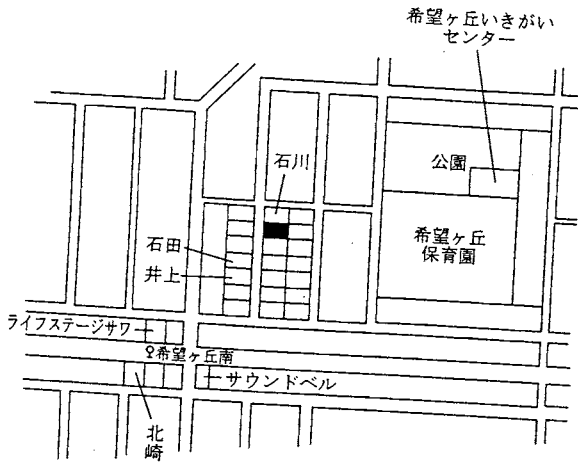 希望ヶ丘いきがい
センター
石川
公園
希望ヶ丘
保育園
石田
井上
ライフステージサワ
希望ヶ丘南
サウンドベル
北崎